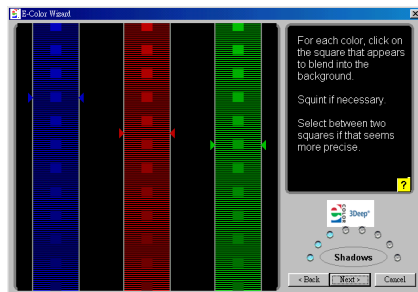 E-Color Wizard
For each color, click on
the square that appears
to blend into the
background.
Squint if necessary.
Select between two
squares if that seems
more precise.
?
3Deep®
Shadows
< Back
Next >
Cancel